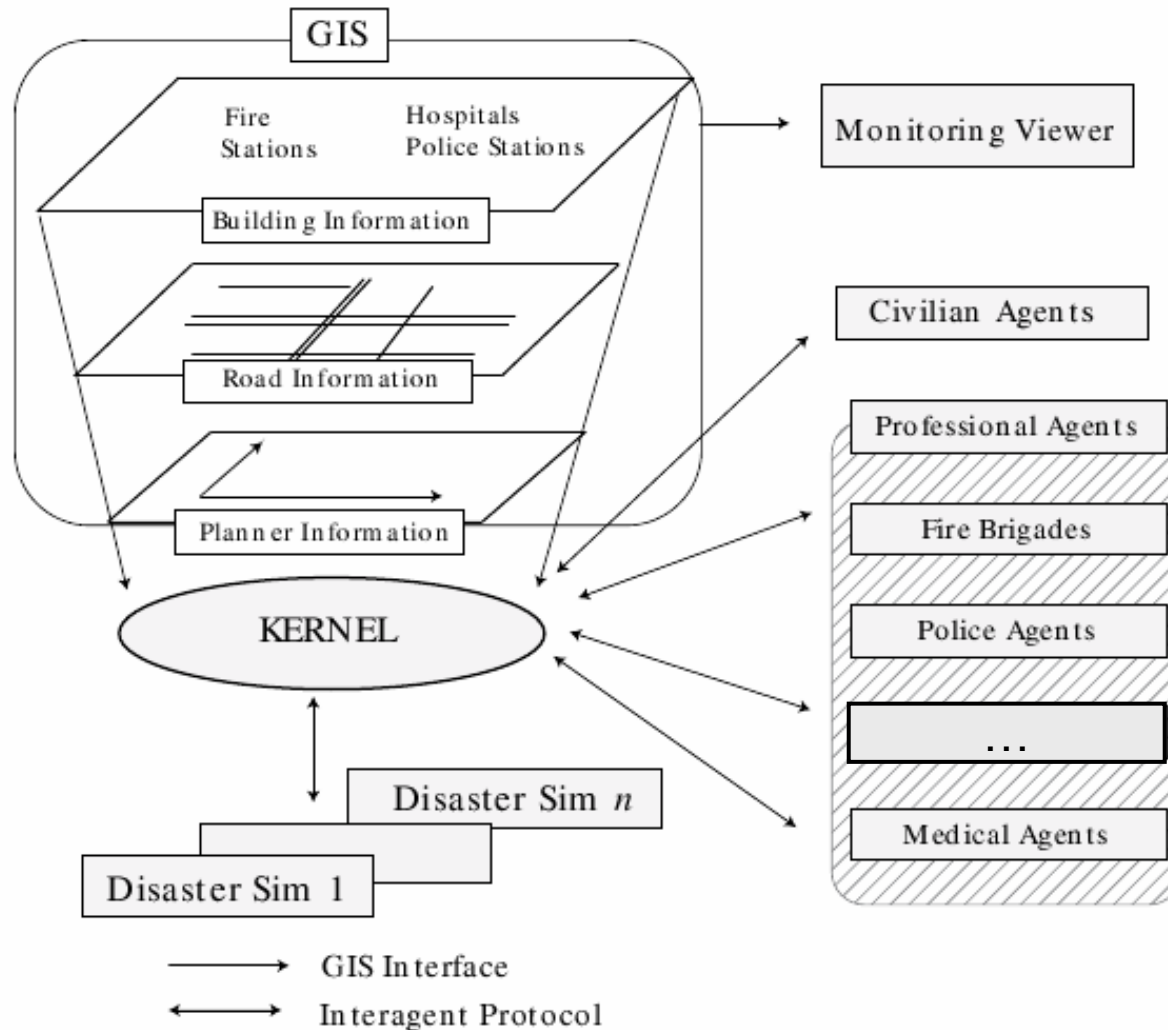 GIS
Fire
Stations
Hospitals
Police Stations
Building Information
Road Information
Planner Information
Monitoring Viewer
Civilian Agents
Professional Agents
Fire Brigades
Police Agents
...
Medical Agents
KERNEL
Disaster Sim n
Disaster Sim 1
GIS Interface
Interagent Protocol